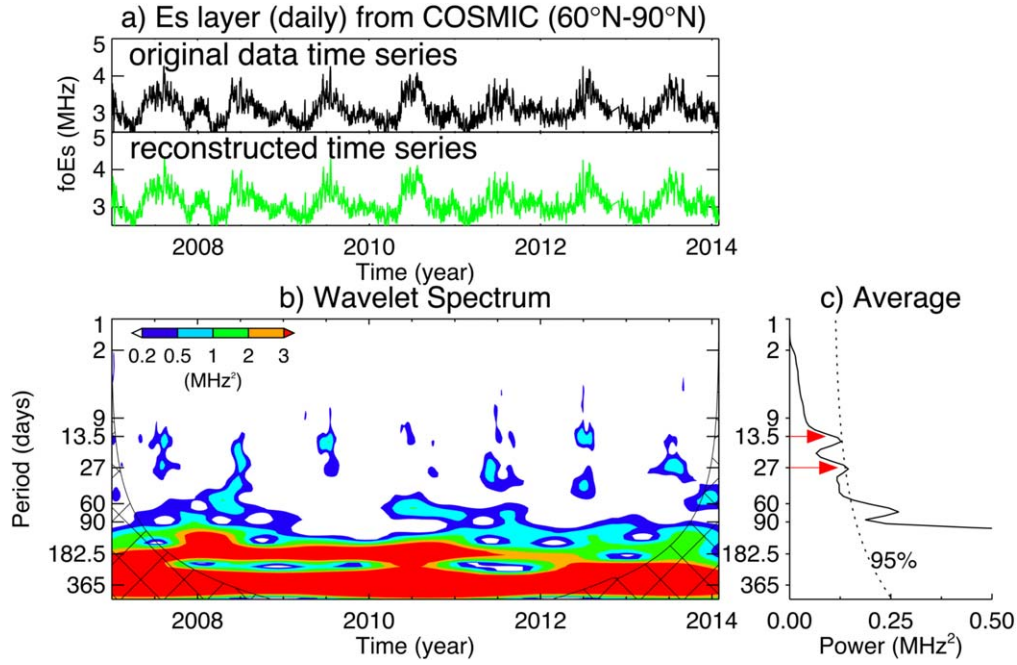 a) Es layer (daily) from COSMIC (60°N-90°N)
original data time series
5
4
3
foEs (MHz)
reconstructed time series
5
4
3
2008 2010 2012 2014
Time (year)
b) Wavelet Spectrum
0.2 0.5 1 2 3
(MHz²)
Period (days)
1
2
9
13.5
27
60
90
182.5
365
2008 2010 2012 2014
Time (year)
c) Average
1
2
9
13.5
27
60
90
182.5
365
95%
0.00 0.25 0.50
Power (MHz²)